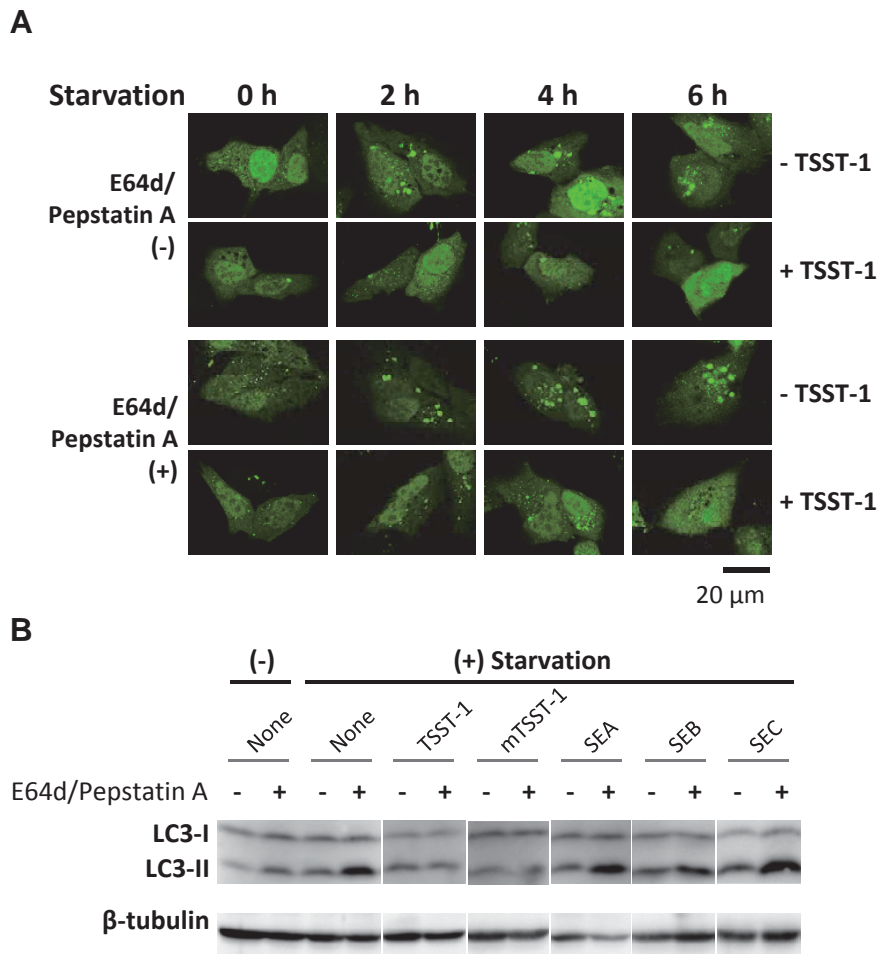 A
Starvation 0 h 2 h 4 h 6 h
E64d/
Pepstatin A
(-)
- TSST-1
+ TSST-1
E64d/
Pepstatin A
(+)
- TSST-1
+ TSST-1
20 µm
B
(-) (+) Starvation
None None TSST-1 mTSST-1 SEA SEB SEC
E64d/Pepstatin A - + - + - + - + - + - + - +
LC3-I
LC3-II
β-tubulin